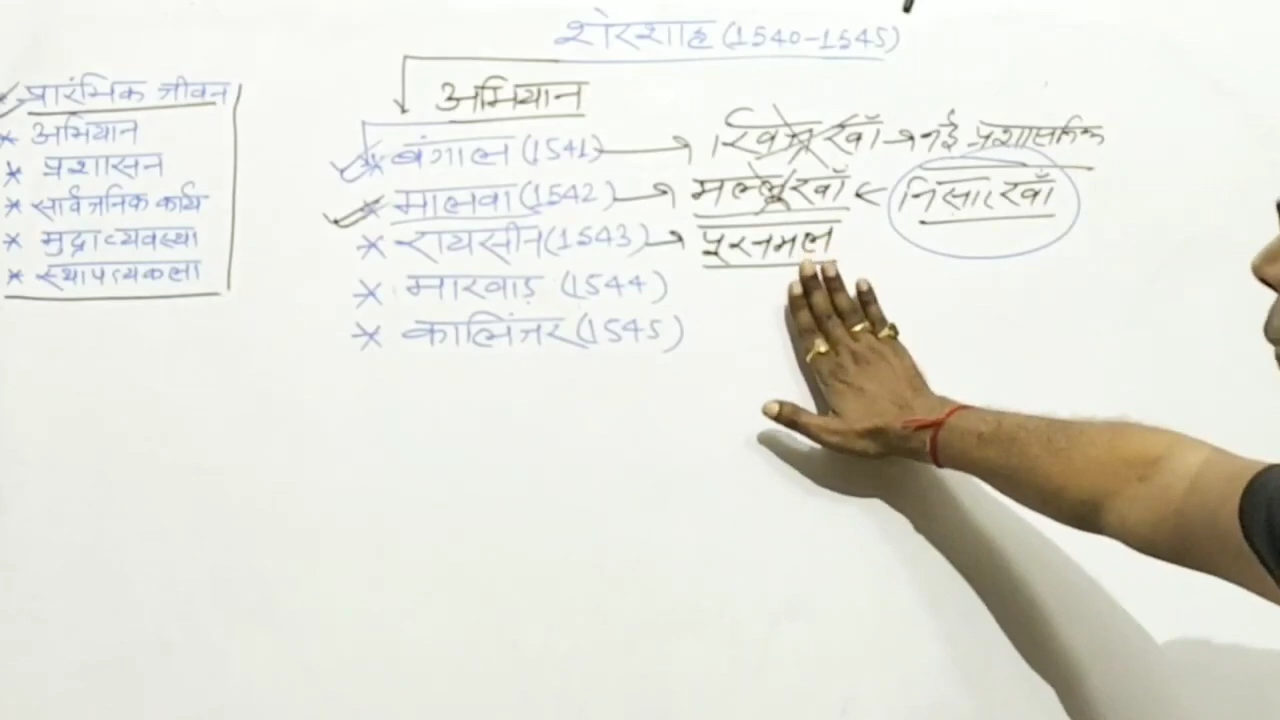 शेरशाह (1540-1545)
प्रारंभिक जीवन
* अभियान
* प्रशासन
* सार्वजनिक कार्य
* मुद्राव्यवस्था
* स्थापत्यकला
अभियान
* बंगाल (1541) → खिज्र खाँ → नई प्रशासनिक
* मालवा (1542) → मल्लू खाँ < निसार खाँ
* रायसीन (1543) → पूरनमल
* मारवाड़ (1544)
* कालिंजर (1545)